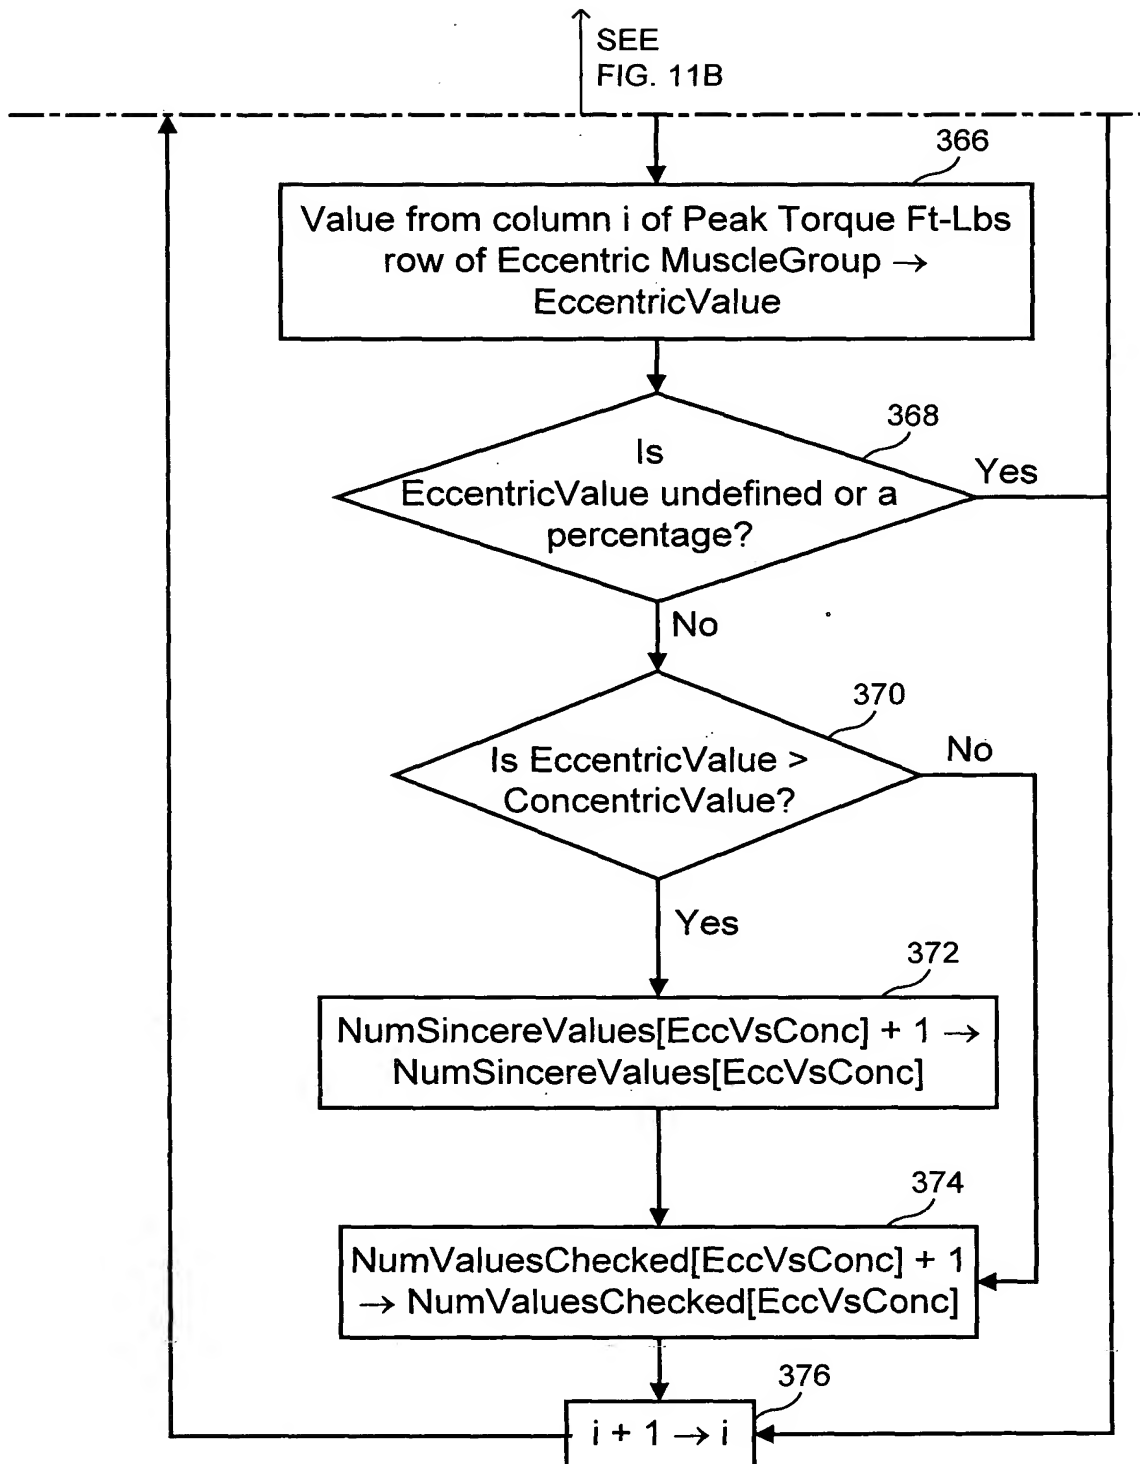 SEE
FIG. 11B
366
Value from column i of Peak Torque Ft-Lbs
row of Eccentric MuscleGroup →
EccentricValue
368
Is
EccentricValue undefined or a
percentage?
Yes
No
370
Is EccentricValue >
ConcentricValue?
No
Yes
372
NumSincereValues[EccVsConc] + 1 →
NumSincereValues[EccVsConc]
374
NumValuesChecked[EccVsConc] + 1
→ NumValuesChecked[EccVsConc]
376
i + 1 → i